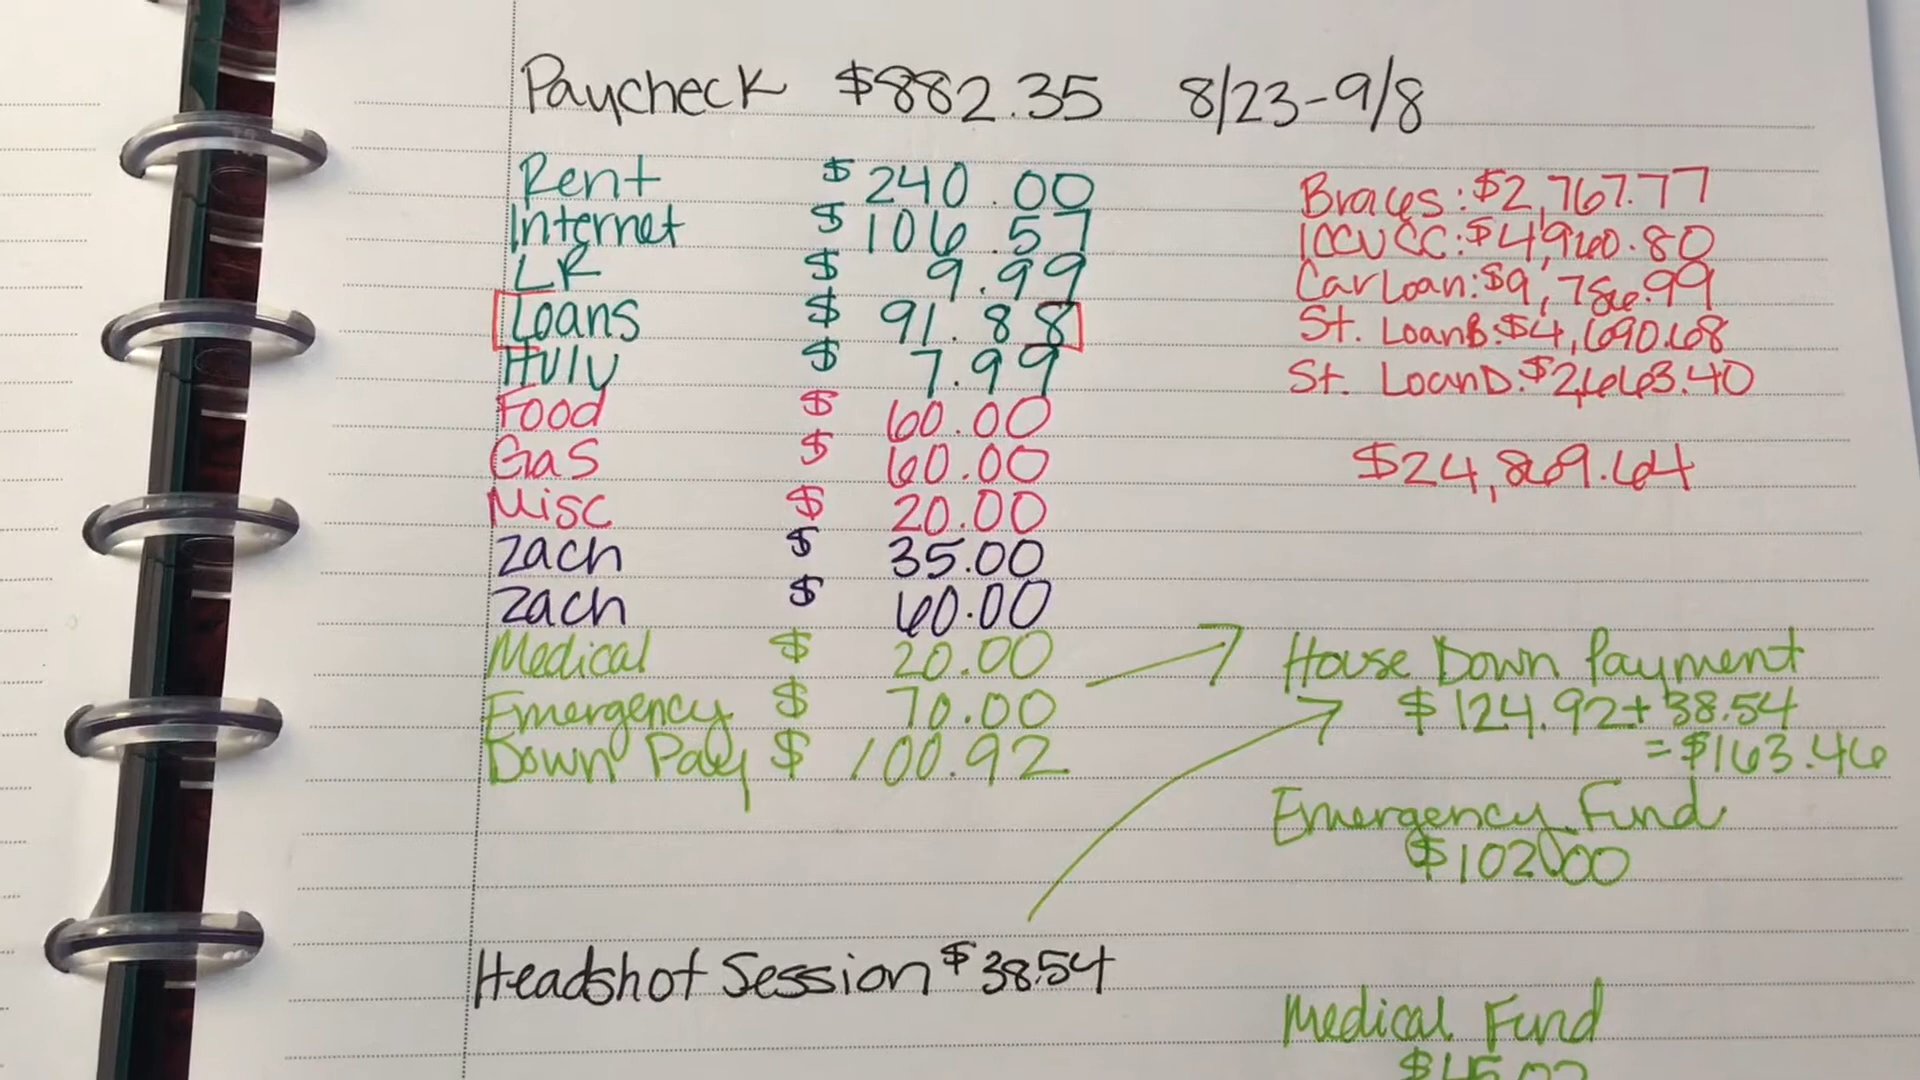 Paycheck $882.35 8/23-9/8
Rent $240.00
Internet $106.57
LR $9.99
Loans $91.88
Hulu $7.99
Food $60.00
Gas $60.00
Misc $20.00
Zach $35.00
Zach $60.00
Medical $20.00
Emergency $70.00
Down Pay $100.92
Headshot Session $38.54
Braces: $2,767.77
ICCU CC: $4,960.80
Car Loan: $9,786.99
St. Loan B: $4,690.68
St. Loan D: $2,663.40
$24,869.64
House Down Payment
$124.92+38.54
=$163.46
Emergency Fund
$102.00
Medical Fund